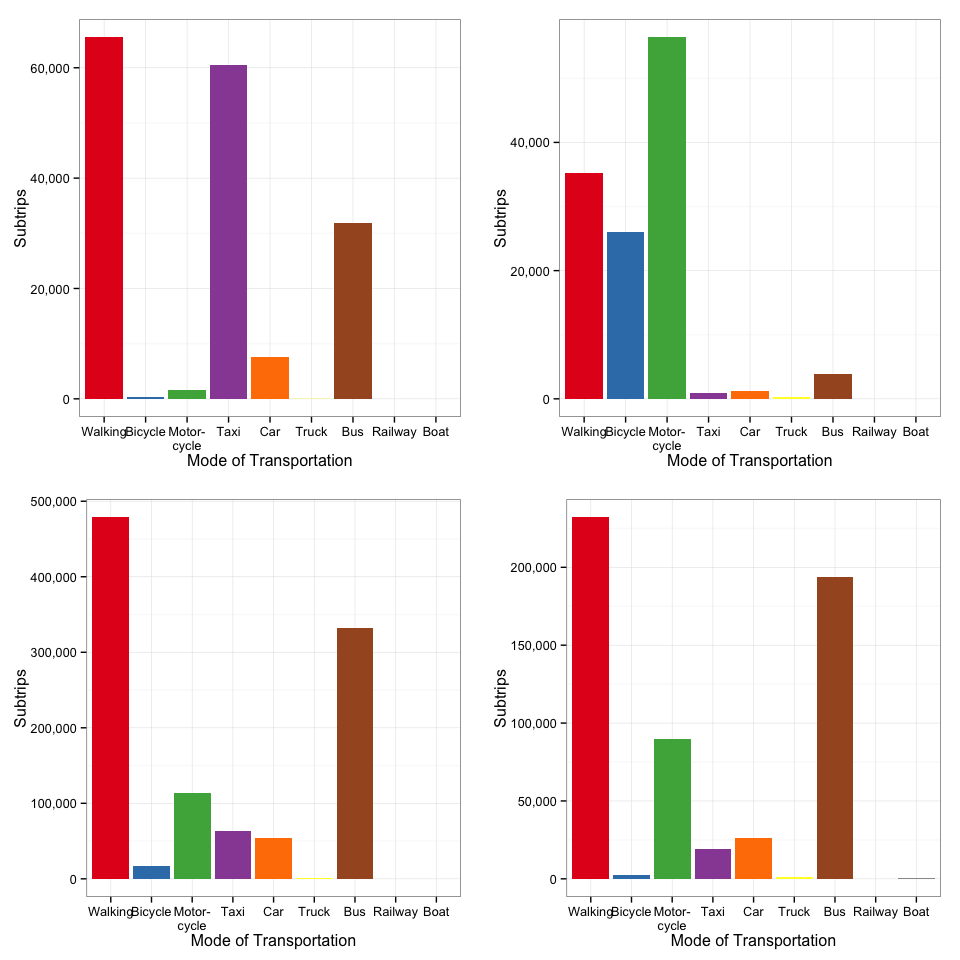 60,000
40,000
20,000
0
Subtrips
Walking Bicycle Motor- Taxi Car Truck Bus Railway Boat
cycle
Mode of Transportation
40,000
20,000
0
Subtrips
Walking Bicycle Motor- Taxi Car Truck Bus Railway Boat
cycle
Mode of Transportation
500,000
400,000
300,000
200,000
100,000
0
Subtrips
Walking Bicycle Motor- Taxi Car Truck Bus Railway Boat
cycle
Mode of Transportation
200,000
150,000
100,000
50,000
0
Subtrips
Walking Bicycle Motor- Taxi Car Truck Bus Railway Boat
cycle
Mode of Transportation